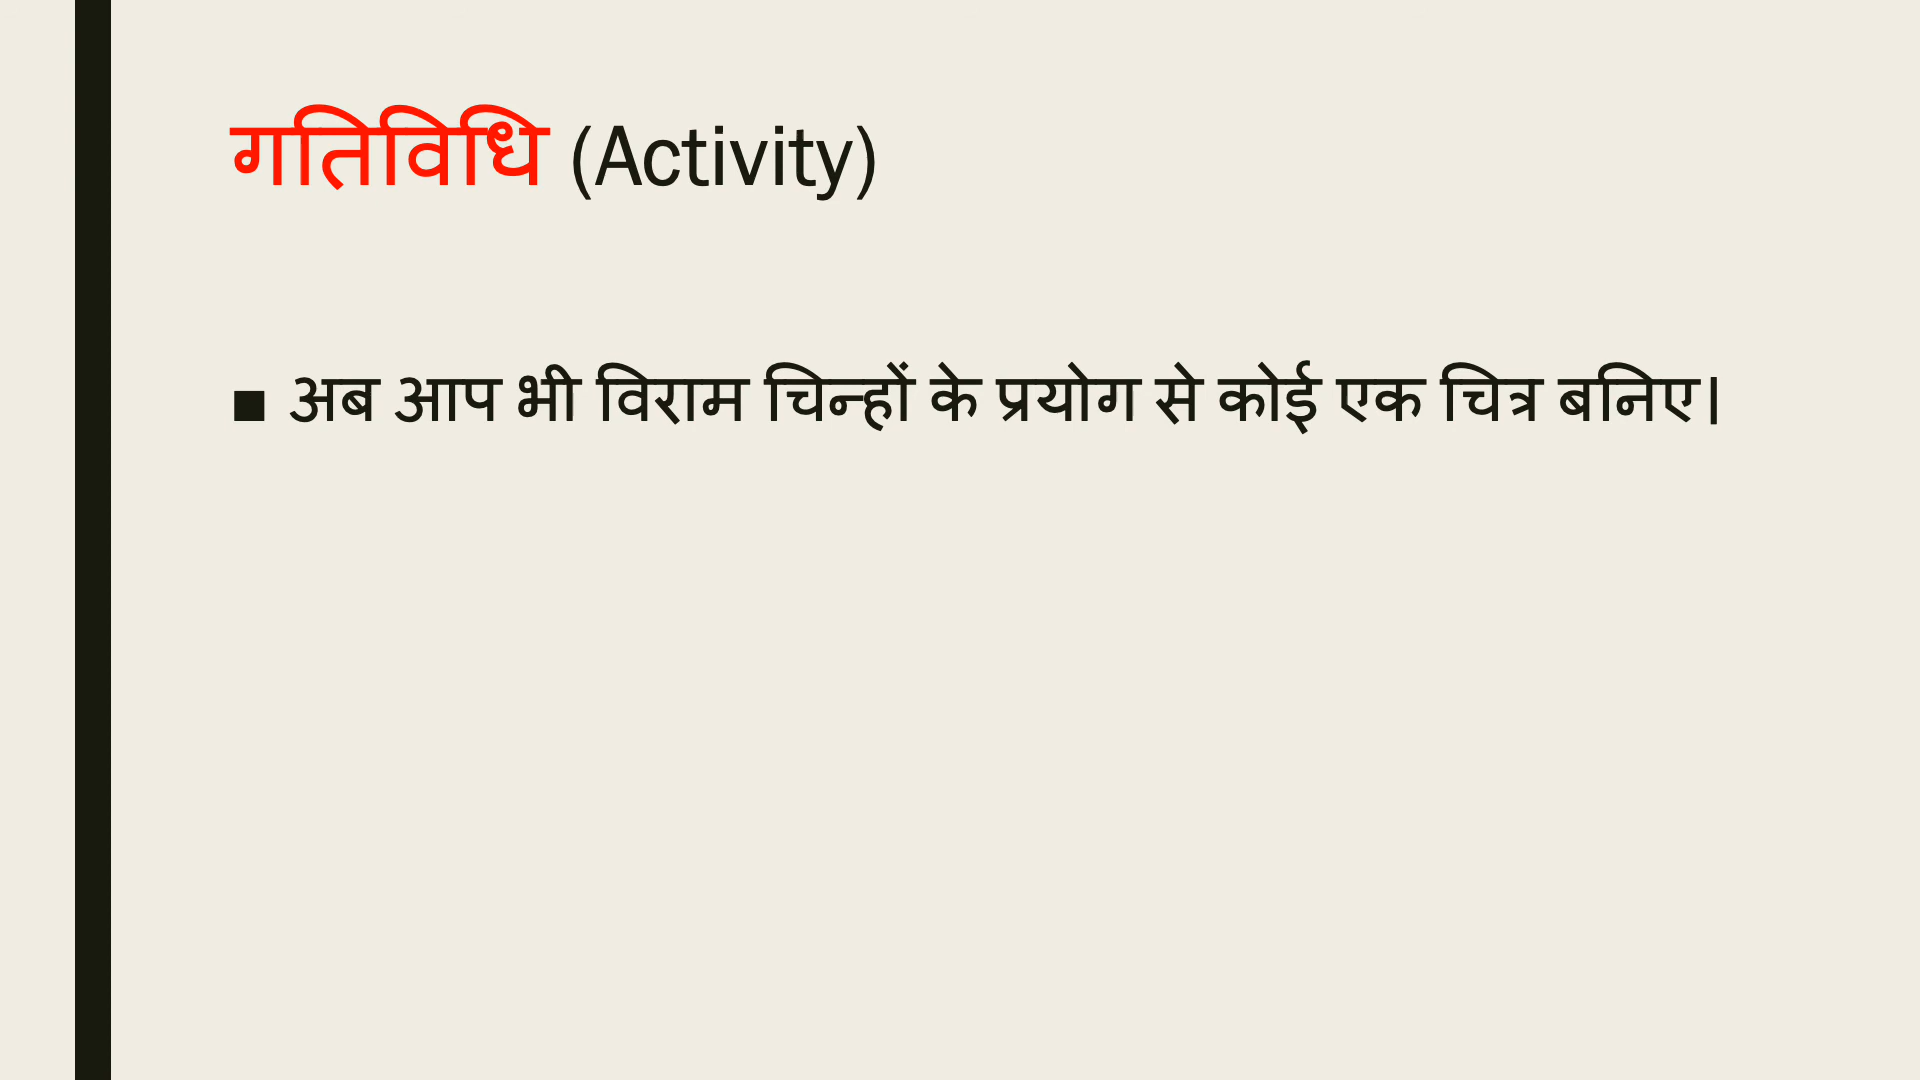 गतिविधि (Activity)
▪ अब आप भी विराम चिन्हों के प्रयोग से कोई एक चित्र बनिए।